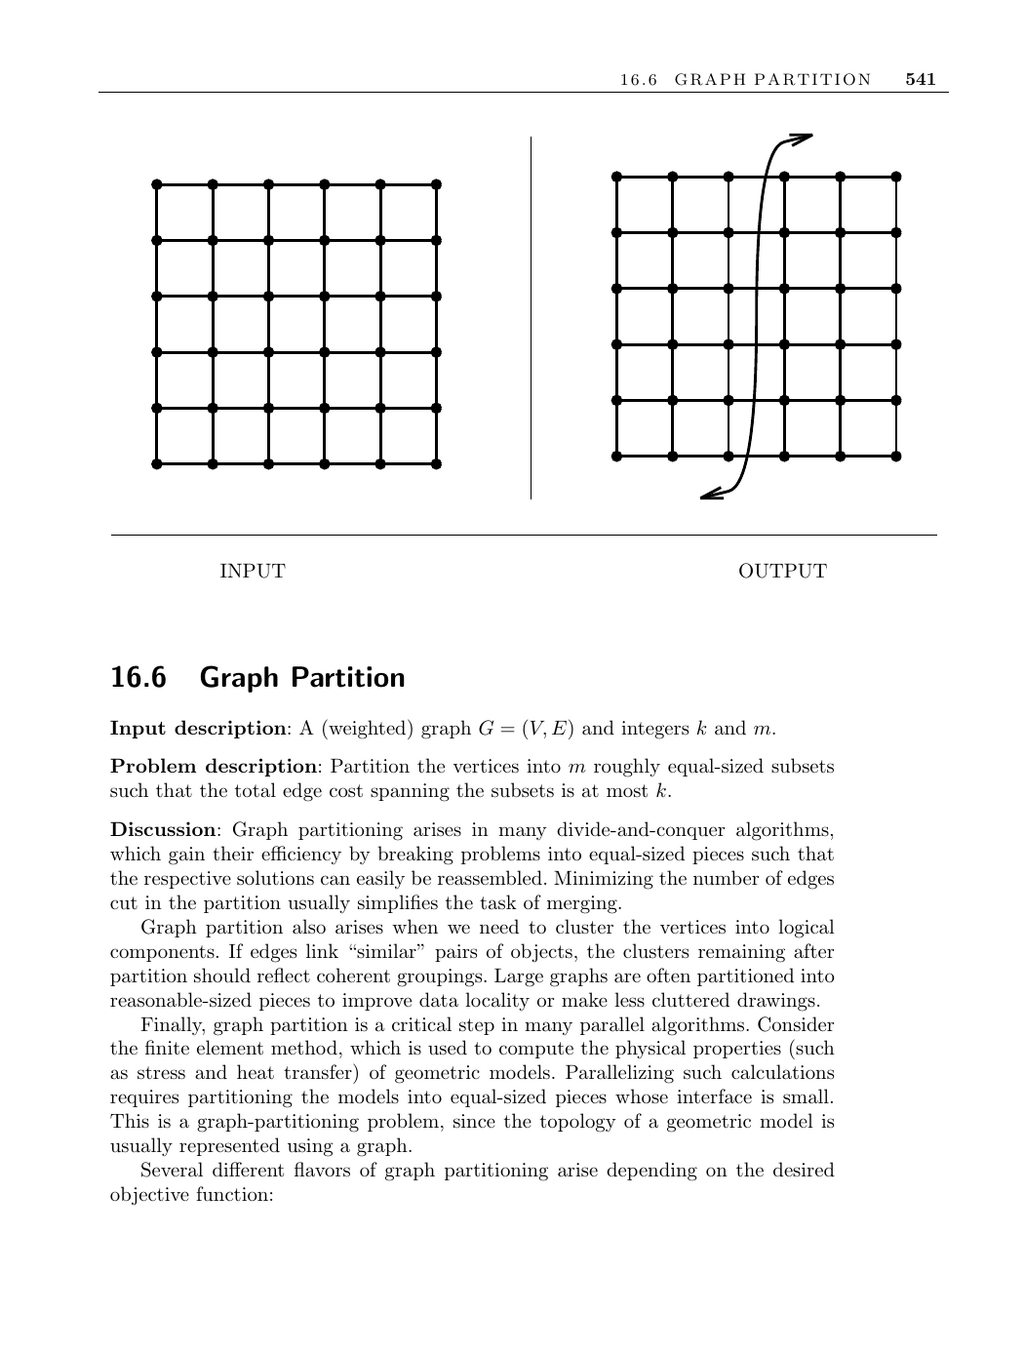 16.6 GRAPH PARTITION 541
INPUT
OUTPUT
16.6 Graph Partition
Input description: A (weighted) graph G = (V, E) and integers k and m.
Problem description: Partition the vertices into m roughly equal-sized subsets
such that the total edge cost spanning the subsets is at most k.
Discussion: Graph partitioning arises in many divide-and-conquer algorithms,
which gain their efficiency by breaking problems into equal-sized pieces such that
the respective solutions can easily be reassembled. Minimizing the number of edges
cut in the partition usually simplifies the task of merging.
Graph partition also arises when we need to cluster the vertices into logical
components. If edges link “similar” pairs of objects, the clusters remaining after
partition should reflect coherent groupings. Large graphs are often partitioned into
reasonable-sized pieces to improve data locality or make less cluttered drawings.
Finally, graph partition is a critical step in many parallel algorithms. Consider
the finite element method, which is used to compute the physical properties (such
as stress and heat transfer) of geometric models. Parallelizing such calculations
requires partitioning the models into equal-sized pieces whose interface is small.
This is a graph-partitioning problem, since the topology of a geometric model is
usually represented using a graph.
Several different flavors of graph partitioning arise depending on the desired
objective function: